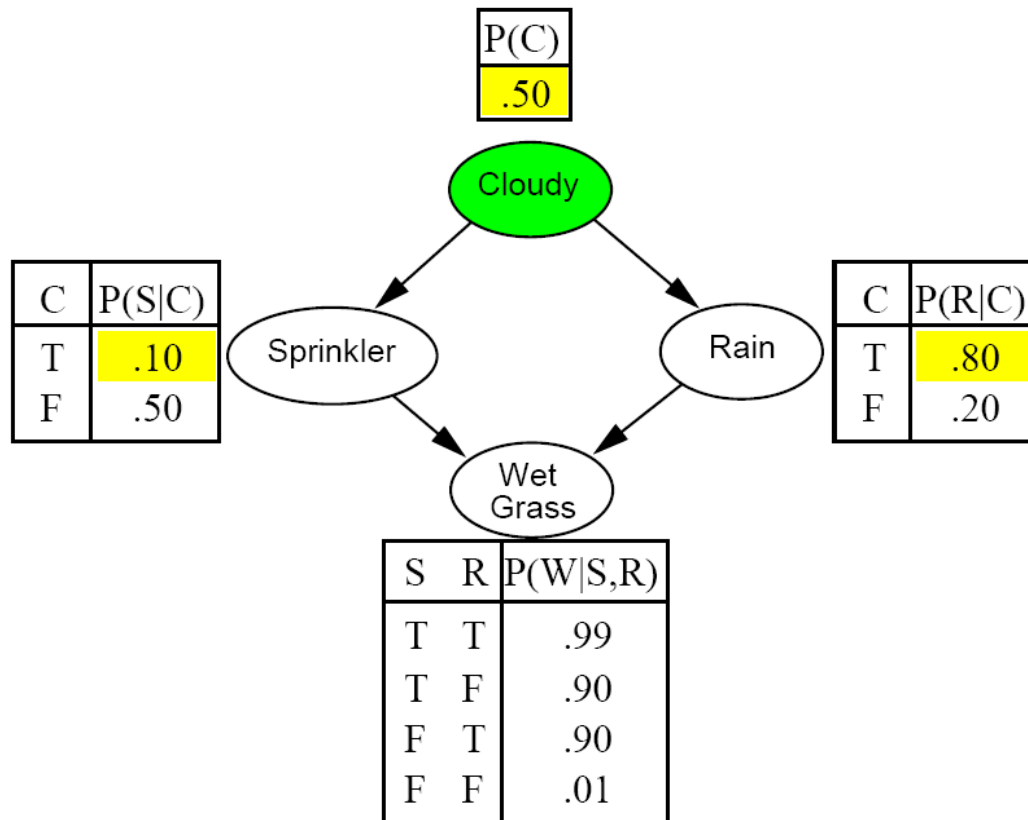 P(C)
.50
Cloudy
C P(S|C)
T .10
F .50
Sprinkler
Rain
C P(R|C)
T .80
F .20
Wet
Grass
S R P(W|S,R)
T T .99
T F .90
F T .90
F F .01